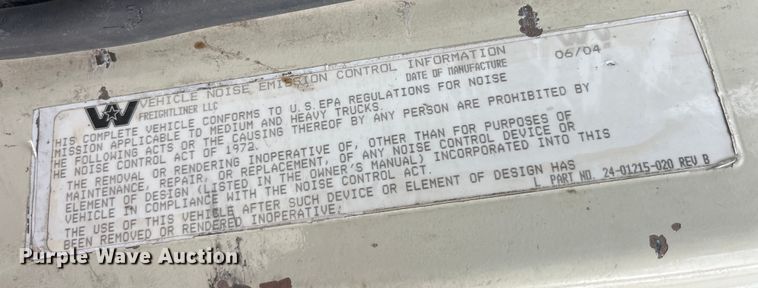 VEHICLE NOISE EMISSION CONTROL INFORMATION
FREIGHTLINER LLC DATE OF MANUFACTURE 06/04
THIS COMPLETE VEHICLE CONFORMS TO U.S.EPA REGULATIONS FOR NOISE
MISSION APPLICABLE TO MEDIUM AND HEAVY TRUCKS.
HE FOLLOWING ACTS OR THE CAUSING THEREOF BY ANY PERSON ARE PROHIBITED BY
HE NOISE CONTROL ACT OF 1972.
THE REMOVAL OR RENDERING INOPERATIVE OF, OTHER THAN FOR PURPOSES OF
MAINTENANCE, REPAIR, OR REPLACEMENT, OF ANY NOISE CONTROL DEVICE OR
ELEMENT OF DESIGN (LISTED IN THE OWNER'S MANUAL) INCORPORATED INTO THIS
VEHICLE IN COMPLIANCE WITH THE NOISE CONTROL ACT.
THE USE OF THIS VEHICLE AFTER SUCH DEVICE OR ELEMENT OF DESIGN HAS
BEEN REMOVED OR RENDERED INOPERATIVE.
L PART NO. 24-01215-020 REV B
Purple Wave Auction